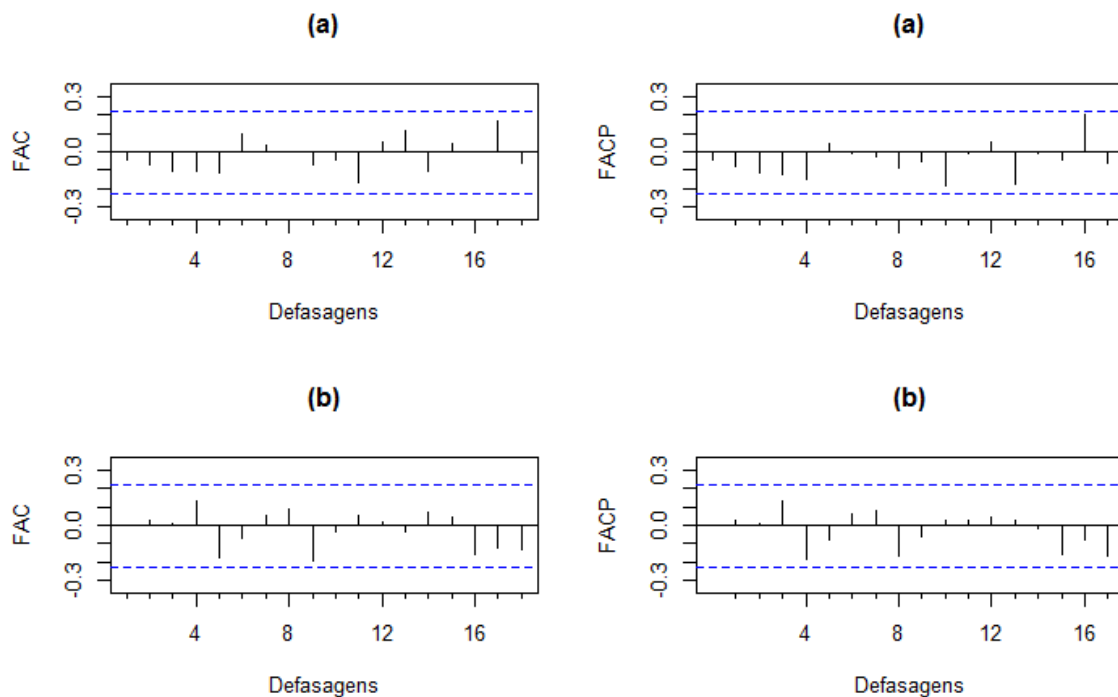 (a)
FAC
0.3
0.0
-0.3
4 8 12 16
Defasagens
(a)
FACP
0.3
0.0
-0.3
4 8 12 16
Defasagens
(b)
FAC
0.3
0.0
-0.3
4 8 12 16
Defasagens
(b)
FACP
0.3
0.0
-0.3
4 8 12 16
Defasagens